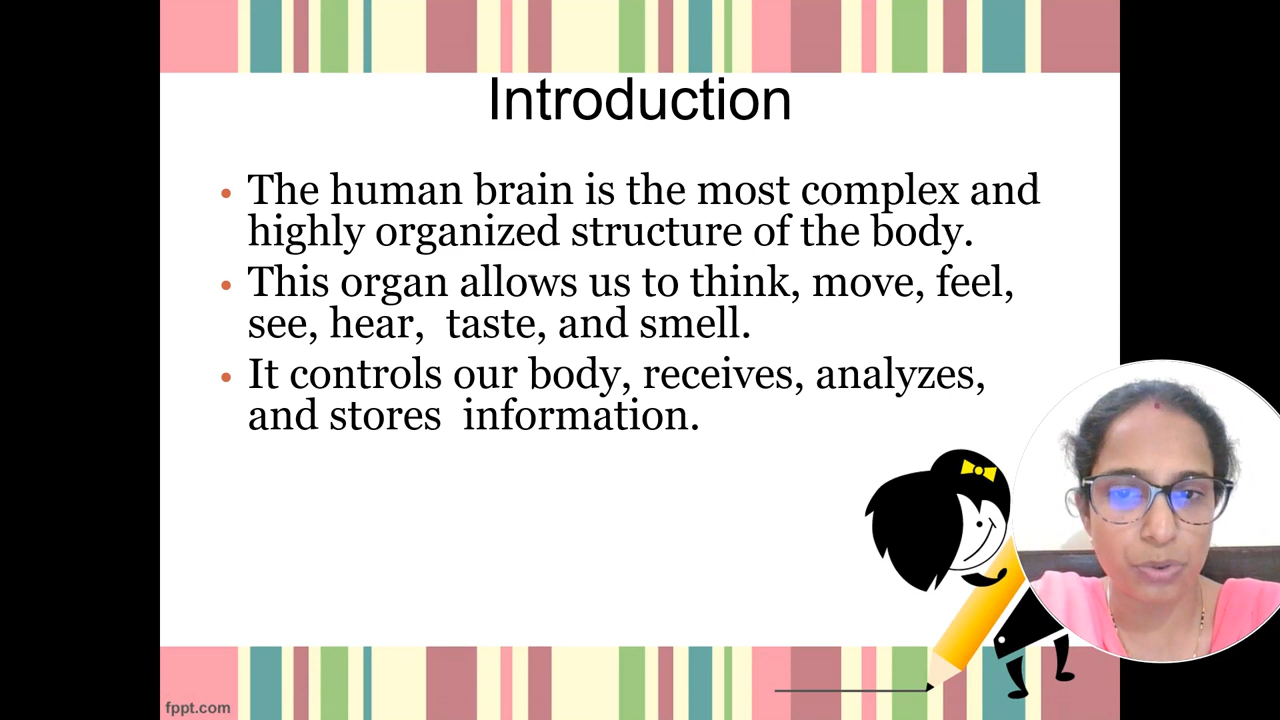 Introduction
• The human brain is the most complex and
highly organized structure of the body.
• This organ allows us to think, move, feel,
see, hear,  taste, and smell.
• It controls our body, receives, analyzes,
and stores  information.
fppt.com